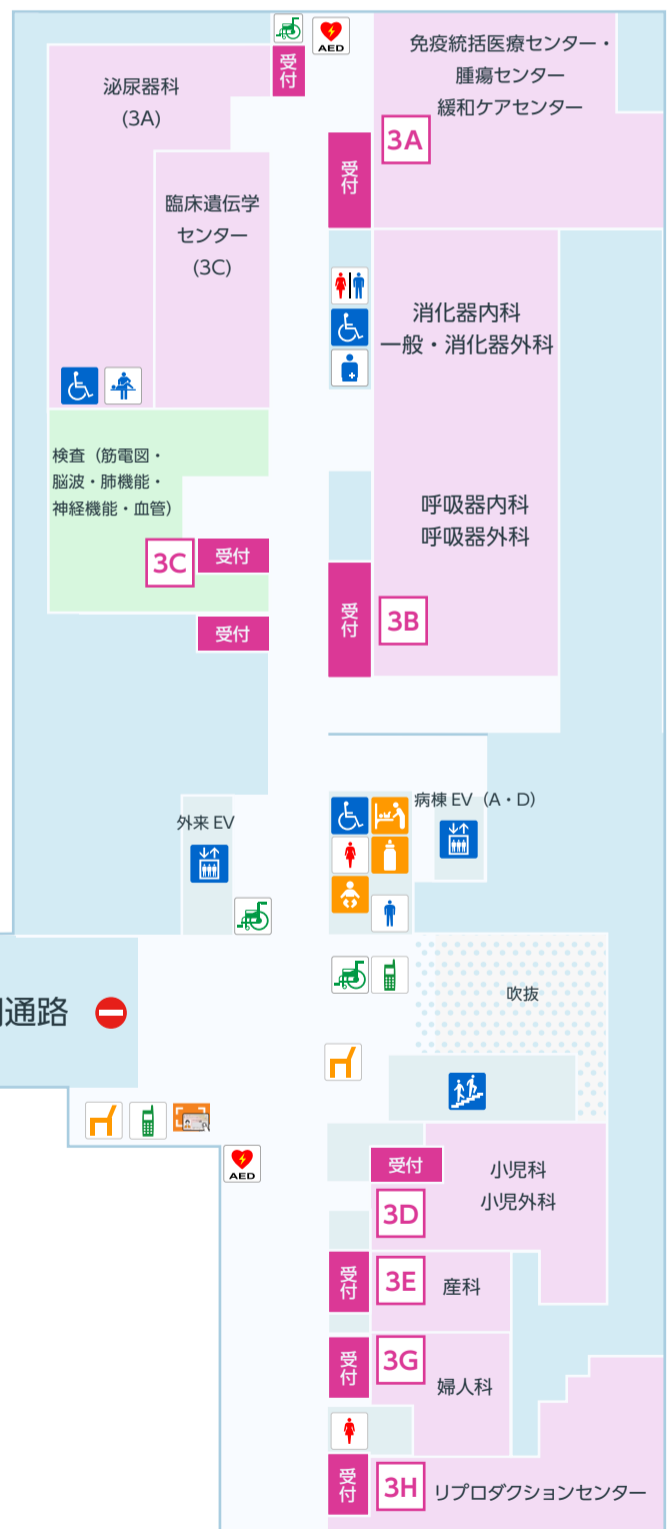 AED
受付
泌尿器科
(3A)
免疫統括医療センター・
腫瘍センター
緩和ケアセンター
3A
受付
臨床遺伝学
センター
(3C)
消化器内科
一般・消化器外科
検査（筋電図・
脳波・肺機能・
神経機能・血管）
呼吸器内科
呼吸器外科
3C
受付
受付
3B
受付
外来 EV
病棟 EV（A・D）
吹抜
通路
AED
受付
小児科
小児外科
3D
受付
3E
産科
受付
3G
婦人科
受付
3H
リプロダクションセンター